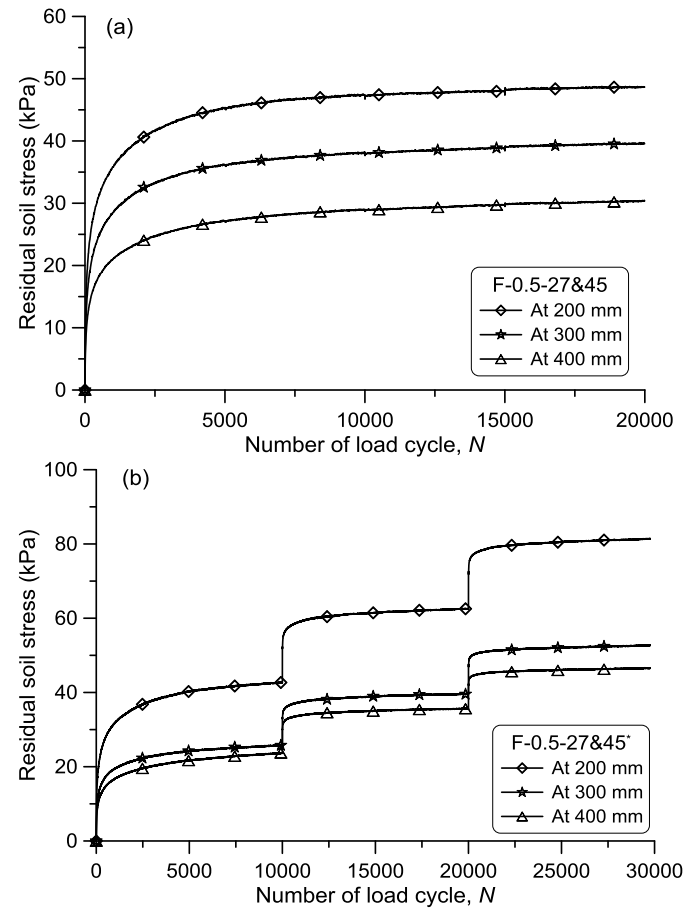 (a)
60
50
40
30
20
10
0
Residual soil stress (kPa)
F-0.5-27&45
At 200 mm
At 300 mm
At 400 mm
0 5000 10000 15000 20000
Number of load cycle, N
(b)
100
80
60
40
20
0
Residual soil stress (kPa)
F-0.5-27&45*
At 200 mm
At 300 mm
At 400 mm
0 5000 10000 15000 20000 25000 30000
Number of load cycle, N